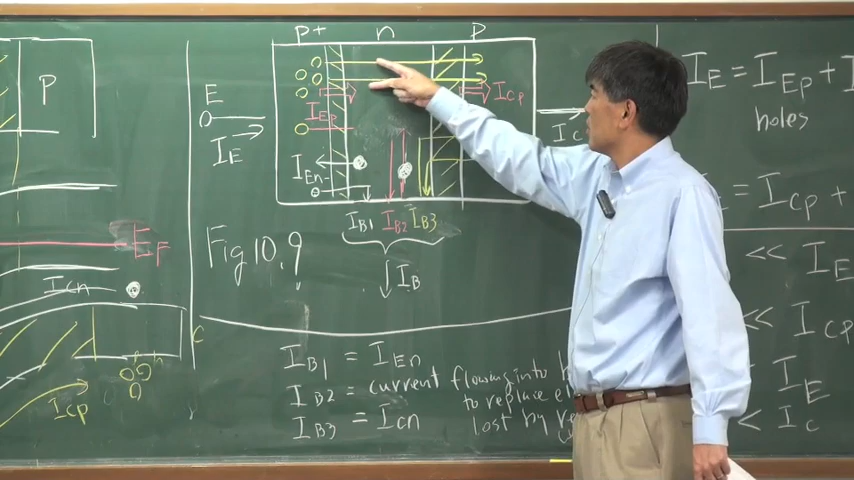 P
E_F
I_cn
I_cp
p+ n p
E
I_E
I_Ep
I_cp
I_C
I_En
I_B1 I_B2 I_B3
I_B
Fig 10.9
C
I_B1 = I_En
I_B2 = current flowing into
to replace
lost by
I_B3 = I_cn
I_E = I_Ep +
holes
= I_cp +
<< I_E
<< I_cp
I_E
< I_C